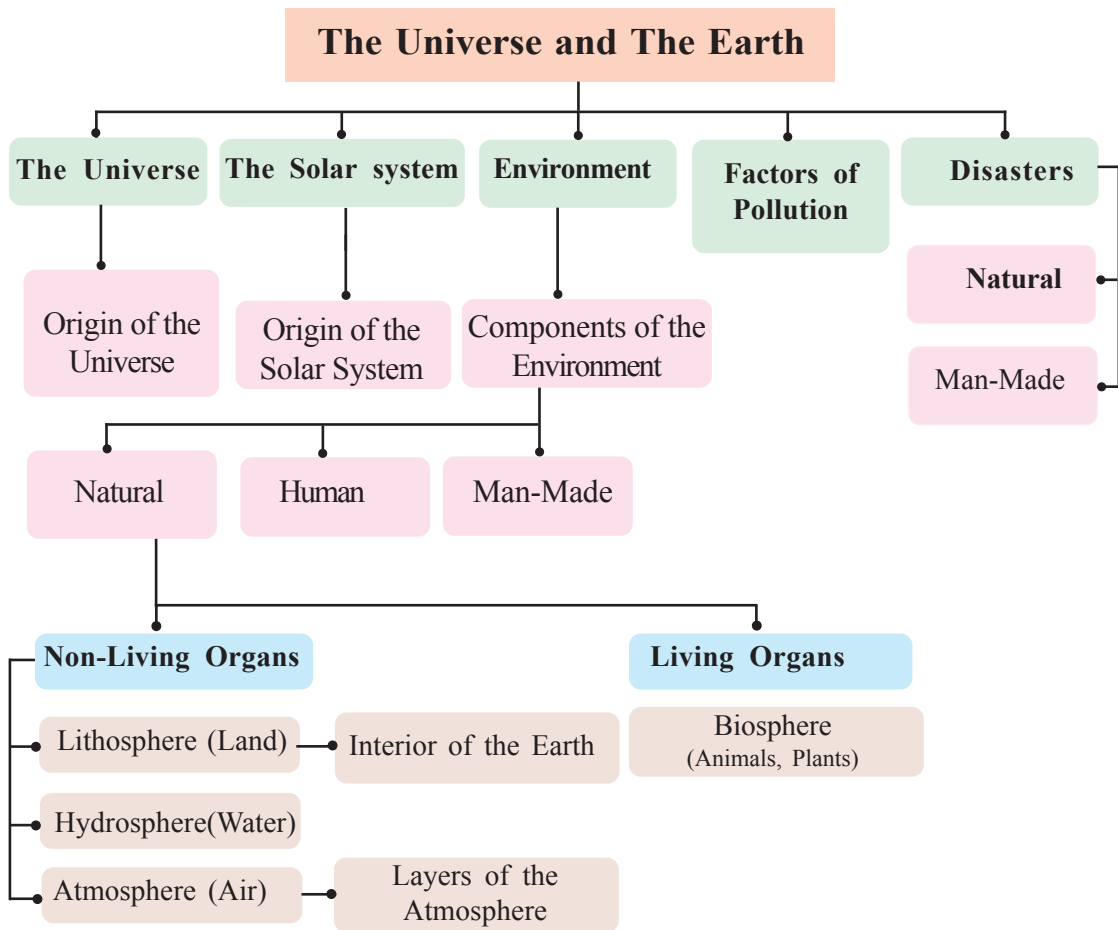 The Universe and The Earth
The Universe
The Solar system
Environment
Factors of
Pollution
Disasters
Origin of the
Universe
Origin of the
Solar System
Components of the
Environment
Natural
Man-Made
Natural
Human
Man-Made
Non-Living Organs
Living Organs
Lithosphere (Land)
Interior of the Earth
Biosphere
(Animals, Plants)
Hydrosphere(Water)
Atmosphere (Air)
Layers of the
Atmosphere